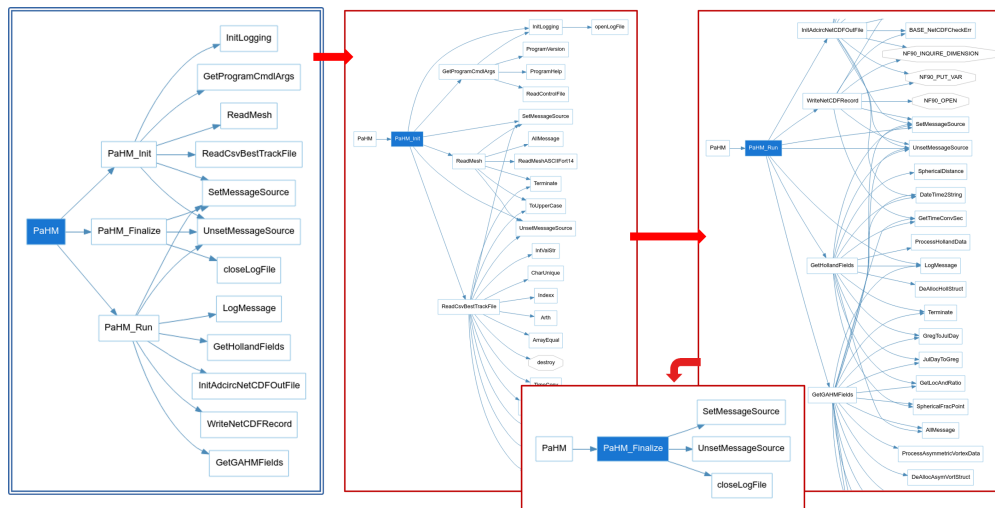 InitLogging
GetProgramCmdlArgs
ReadMesh
PaHM_Init
ReadCsvBestTrackFile
SetMessageSource
PaHM
PaHM_Finalize
UnsetMessageSource
closeLogFile
LogMessage
PaHM_Run
GetHollandFields
InitAdcircNetCDFOutFile
WriteNetCDFRecord
GetGAHMFields
InitLogging
openLogFile
ProgramVersion
GetProgramCmdlArgs
ProgramHelp
ReadControlFile
SetMessageSource
AllMessage
PaHM
PaHM_Init
ReadMesh
ReadMeshASCIIFort14
Terminate
ToUpperCase
UnsetMessageSource
IntValStr
CharUnique
Indexx
ReadCsvBestTrackFile
Arth
ArrayEqual
destroy
InitAdcircNetCDFOutFile
BASE_NetCDFCheckErr
NF90_INQUIRE_DIMENSION
NF90_PUT_VAR
WriteNetCDFRecord
NF90_OPEN
SetMessageSource
PaHM
PaHM_Run
UnsetMessageSource
SphericalDistance
DateTime2String
GetTimeConvSec
ProcessHollandData
GetHollandFields
LogMessage
DeAllocHollStruct
Terminate
GregToJulDay
JulDayToGreg
GetLocAndRatio
GetGAHMFields
SphericalFracPoint
AllMessage
ProcessAsymmetricVortexData
DeAllocAsymVortStruct
SetMessageSource
PaHM
PaHM_Finalize
UnsetMessageSource
closeLogFile